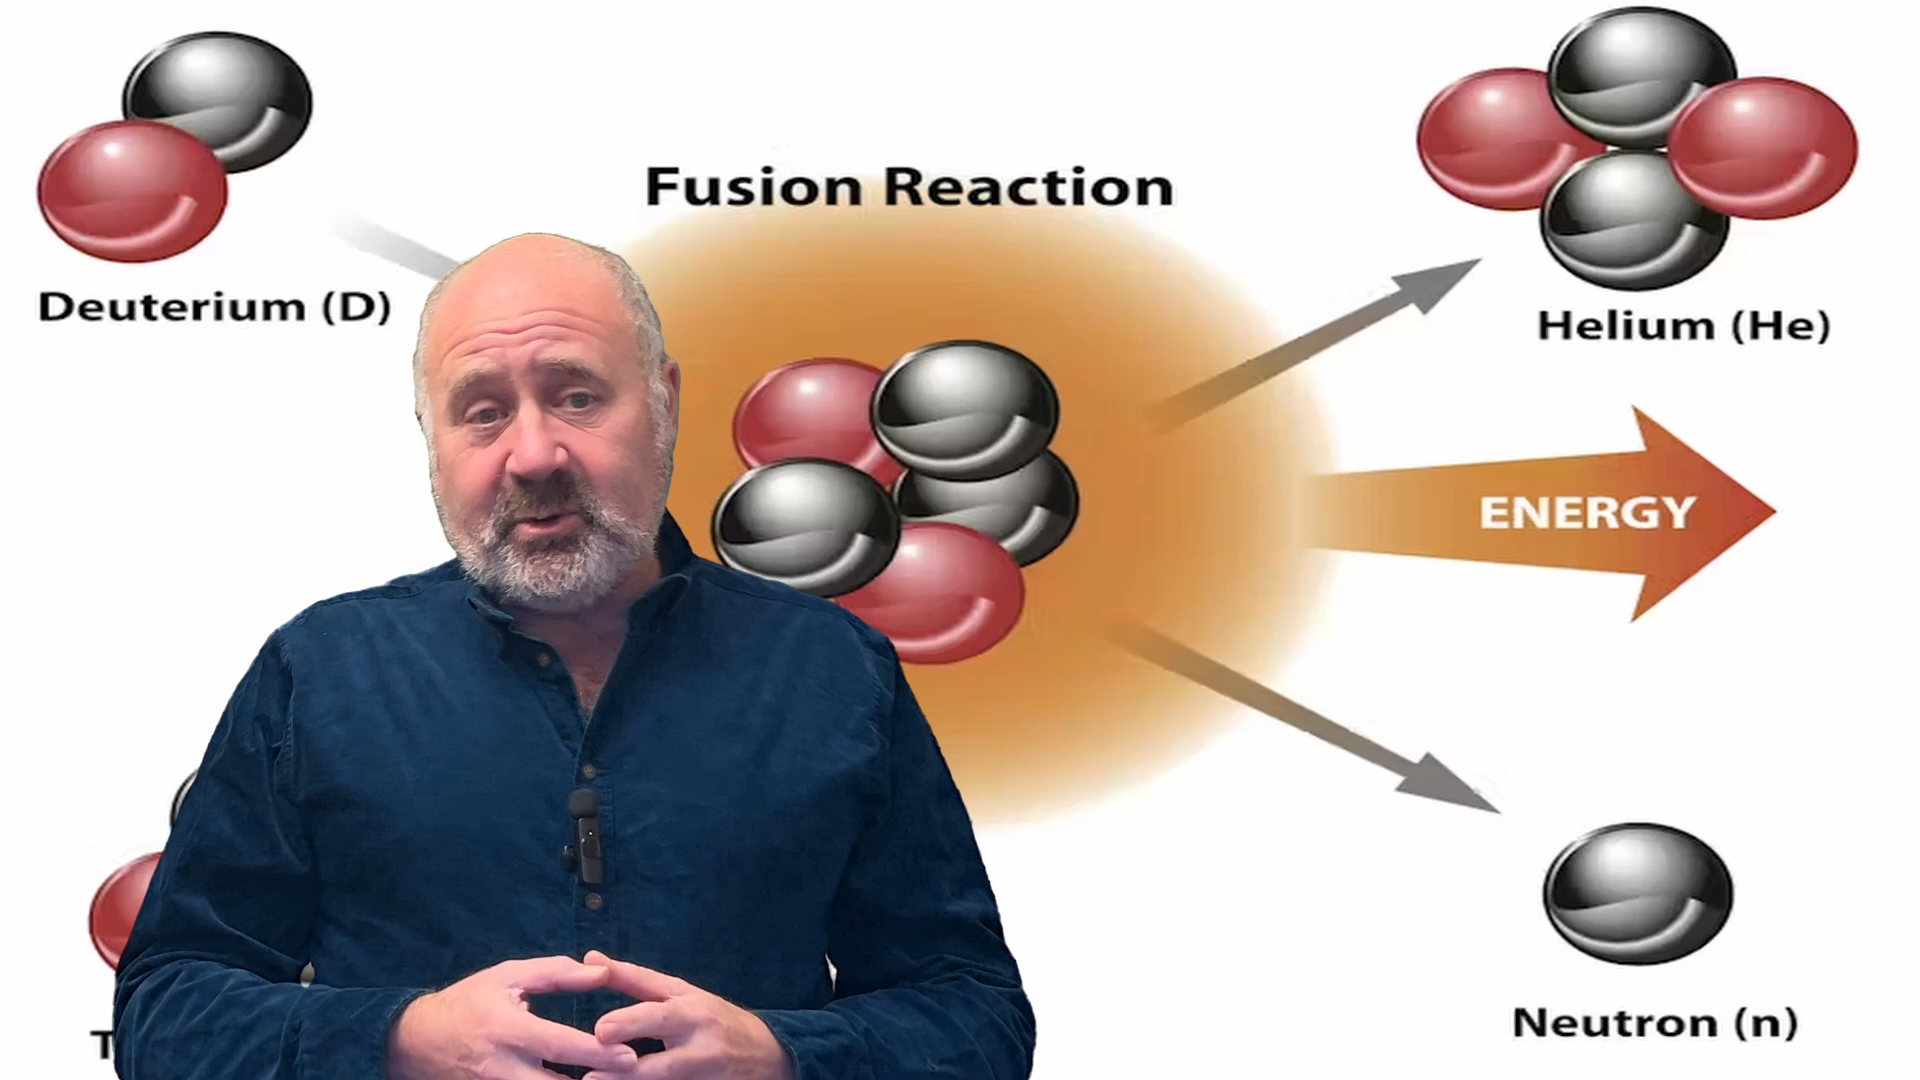 Fusion Reaction
Deuterium (D)
Helium (He)
ENERGY
Neutron (n)